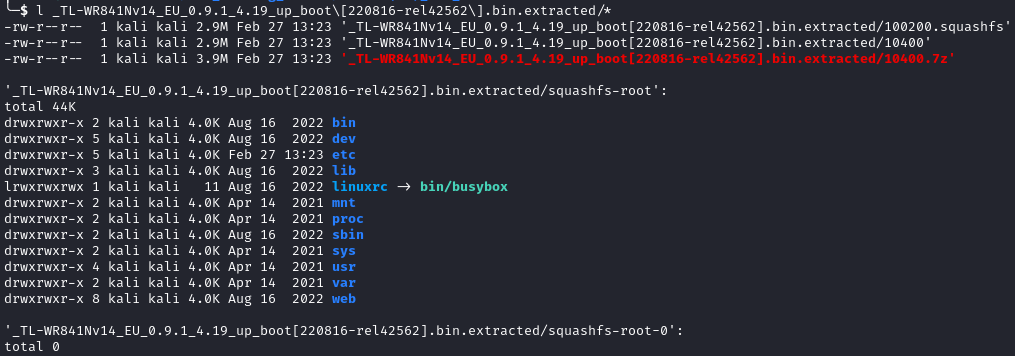 └─$ l _TL-WR841Nv14_EU_0.9.1_4.19_up_boot\[220816-rel42562\].bin.extracted/*
-rw-r--r--  1 kali kali 2.9M Feb 27 13:23 '_TL-WR841Nv14_EU_0.9.1_4.19_up_boot[220816-rel42562].bin.extracted/100200.squashfs'
-rw-r--r--  1 kali kali 2.9M Feb 27 13:23 '_TL-WR841Nv14_EU_0.9.1_4.19_up_boot[220816-rel42562].bin.extracted/10400'
-rw-r--r--  1 kali kali 3.9M Feb 27 13:23 '_TL-WR841Nv14_EU_0.9.1_4.19_up_boot[220816-rel42562].bin.extracted/10400.7z'

'_TL-WR841Nv14_EU_0.9.1_4.19_up_boot[220816-rel42562].bin.extracted/squashfs-root':
total 44K
drwxrwxr-x 2 kali kali 4.0K Aug 16  2022 bin
drwxrwxr-x 5 kali kali 4.0K Aug 16  2022 dev
drwxrwxr-x 5 kali kali 4.0K Feb 27 13:23 etc
drwxrwxr-x 3 kali kali 4.0K Aug 16  2022 lib
lrwxrwxrwx 1 kali kali   11 Aug 16  2022 linuxrc -> bin/busybox
drwxrwxr-x 2 kali kali 4.0K Apr 14  2021 mnt
drwxrwxr-x 2 kali kali 4.0K Apr 14  2021 proc
drwxrwxr-x 2 kali kali 4.0K Aug 16  2022 sbin
drwxrwxr-x 2 kali kali 4.0K Apr 14  2021 sys
drwxrwxr-x 4 kali kali 4.0K Apr 14  2021 usr
drwxrwxr-x 2 kali kali 4.0K Apr 14  2021 var
drwxrwxr-x 8 kali kali 4.0K Aug 16  2022 web

'_TL-WR841Nv14_EU_0.9.1_4.19_up_boot[220816-rel42562].bin.extracted/squashfs-root-0':
total 0